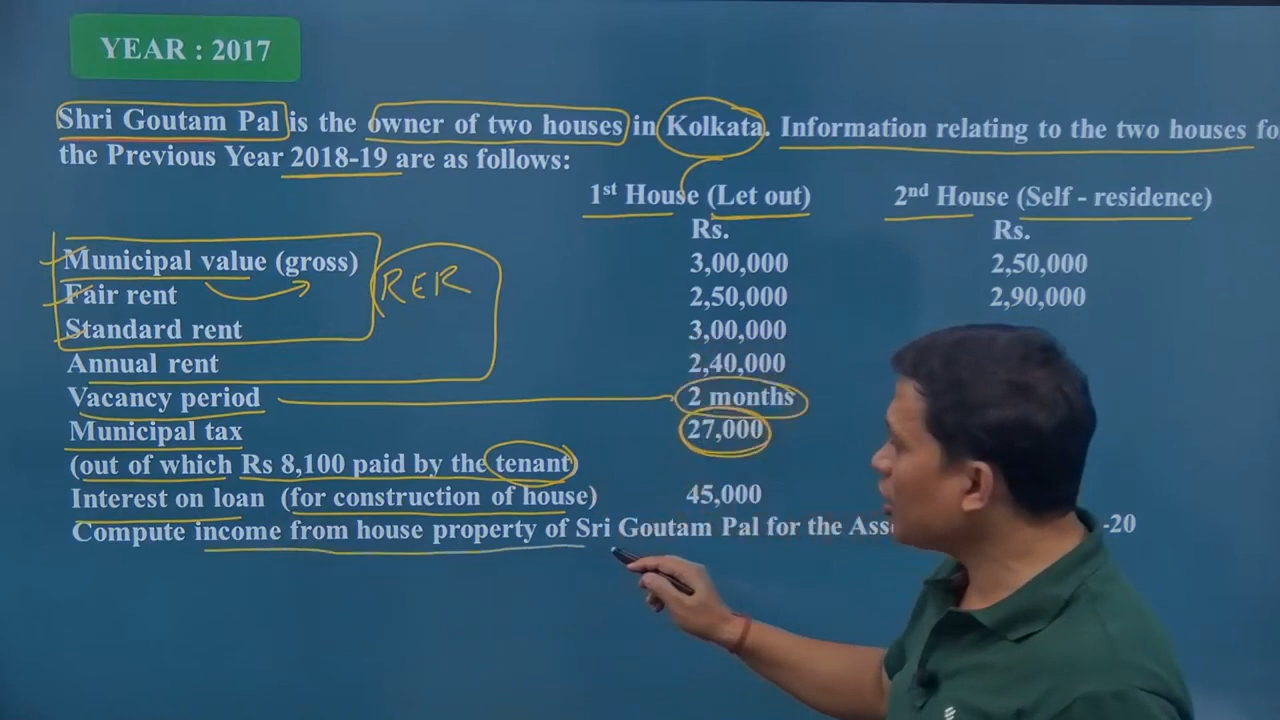 YEAR : 2017
Shri Goutam Pal is the owner of two houses in Kolkata. Information relating to the two houses fo
the Previous Year 2018-19 are as follows:
1st House (Let out) 2nd House (Self - residence)
Rs. Rs.
Municipal value (gross) 3,00,000 2,50,000
Fair rent 2,50,000 2,90,000
RER
Standard rent 3,00,000
Annual rent 2,40,000
Vacancy period 2 months
Municipal tax 27,000
(out of which Rs 8,100 paid by the tenant)
Interest on loan (for construction of house) 45,000
Compute income from house property of Sri Goutam Pal for the Ass -20